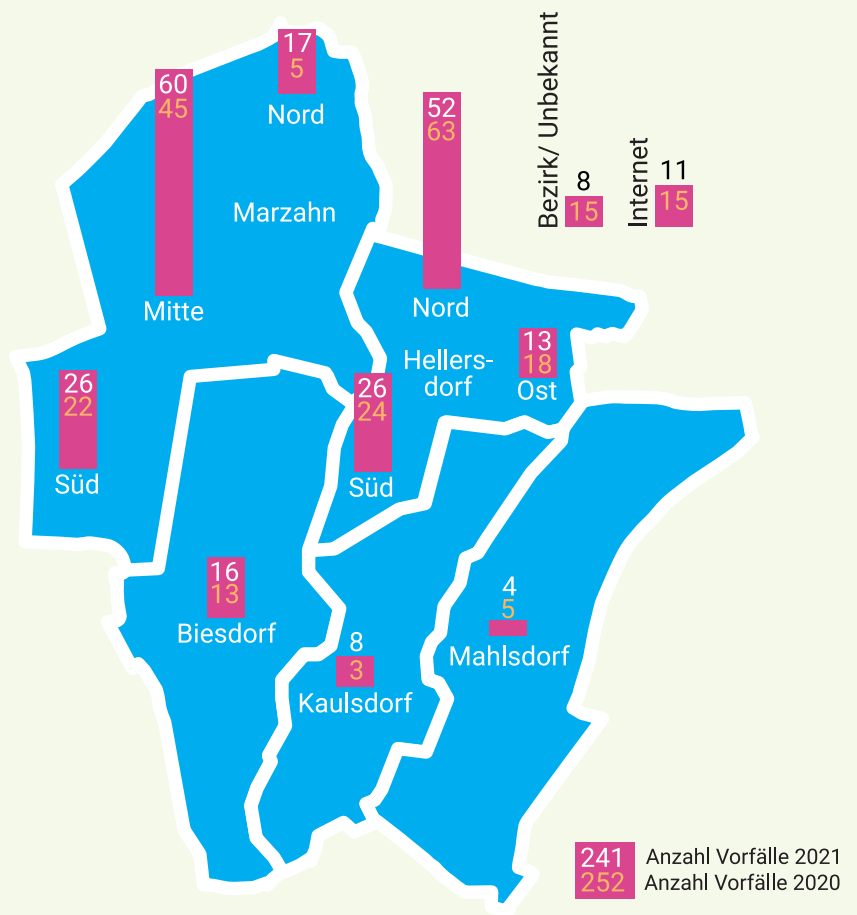 17
5
Nord
60
45
Mitte
Marzahn
52
63
Nord
Bezirk/ Unbekannt
8
15
Internet
11
15
Hellers-
dorf
13
18
Ost
26
22
Süd
26
24
Süd
16
13
Biesdorf
8
3
Kaulsdorf
4
5
Mahlsdorf
241 Anzahl Vorfälle 2021
252 Anzahl Vorfälle 2020